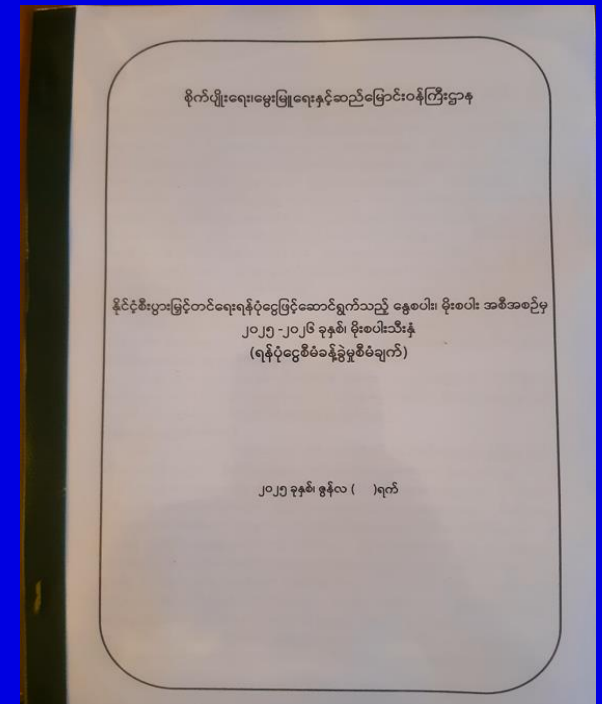 စိုက်ပျိုးရေး၊မွေးမြူရေးနှင့်ဆည်မြောင်းဝန်ကြီးဌာန
နိုင်ငံ့စီးပွားမြှင့်တင်ရေးရန်ပုံငွေဖြင့်ဆောင်ရွက်သည့် နွေစပါး၊ မိုးစပါး အစီအစဉ်မှ
၂၀၂၅ -၂၀၂၆ ခုနှစ်၊ မိုးစပါးသီးနှံ
(ရန်ပုံငွေစီမံခန့်ခွဲမှုစီမံချက်)
၂၀၂၅ ခုနှစ်၊ ဇွန်လ (    )ရက်